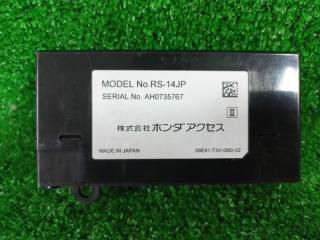 MODEL No.RS-14JP
SERIAL No. AH0735767
II
株式会社 ホンダアクセス
MADE IN JAPAN
08E91-T3V-0M0-02